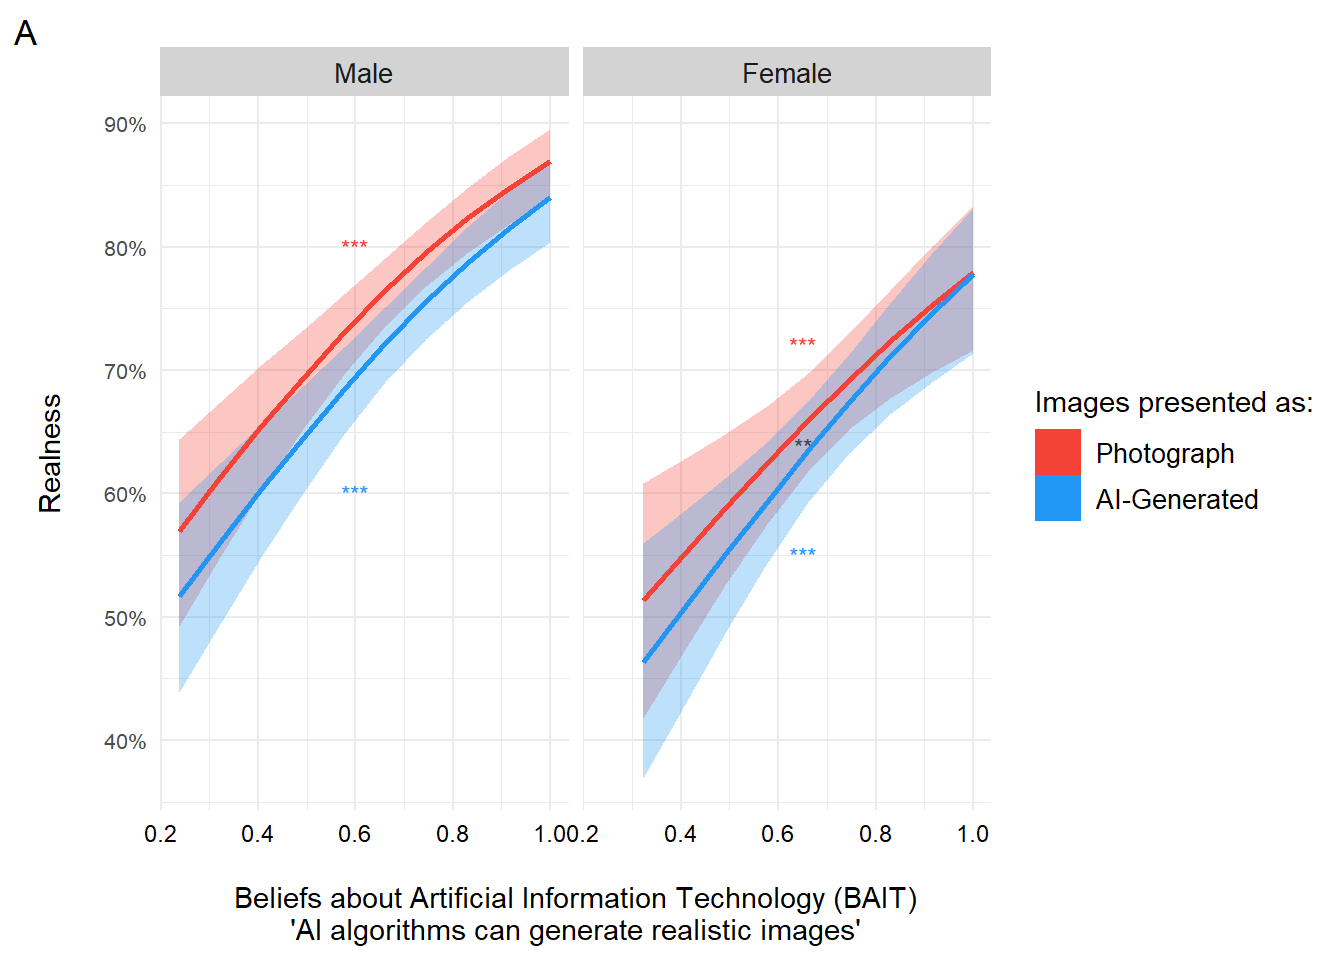 A
Male
Female
90%
80%
70%
60%
50%
40%
***
***
***
**
***
0.2 0.4 0.6 0.8 1.0
0.2 0.4 0.6 0.8 1.0
Realness
Beliefs about Artificial Information Technology (BAIT)
'AI algorithms can generate realistic images'
Images presented as:
Photograph
AI-Generated